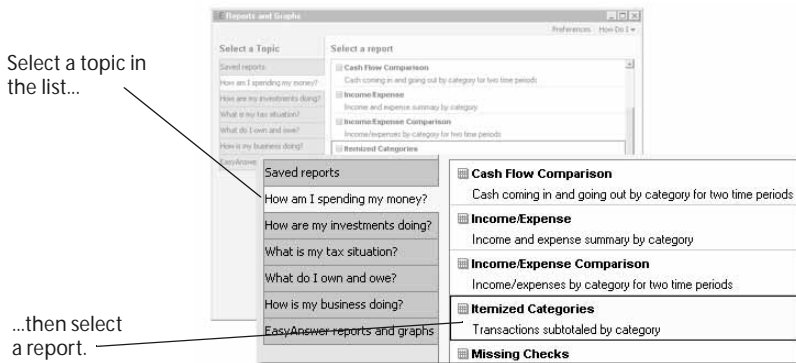 Reports and Graphs
Preferences How Do I
Select a Topic
Select a report
Saved reports
How am I spending my money?
How are my investments doing?
What is my tax situation?
What do I own and owe?
How is my business doing?
EasyAnswer
Cash Flow Comparison
Cash coming in and going out by category for two time periods
Income/Expense
Income and expense summary by category
Income/Expense Comparison
Income/expenses by category for two time periods
Itemized Categories
Select a topic in
the list...
...then select
a report.
Saved reports
How am I spending my money?
How are my investments doing?
What is my tax situation?
What do I own and owe?
How is my business doing?
EasyAnswer reports and graphs
Cash Flow Comparison
Cash coming in and going out by category for two time periods
Income/Expense
Income and expense summary by category
Income/Expense Comparison
Income/expenses by category for two time periods
Itemized Categories
Transactions subtotaled by category
Missing Checks